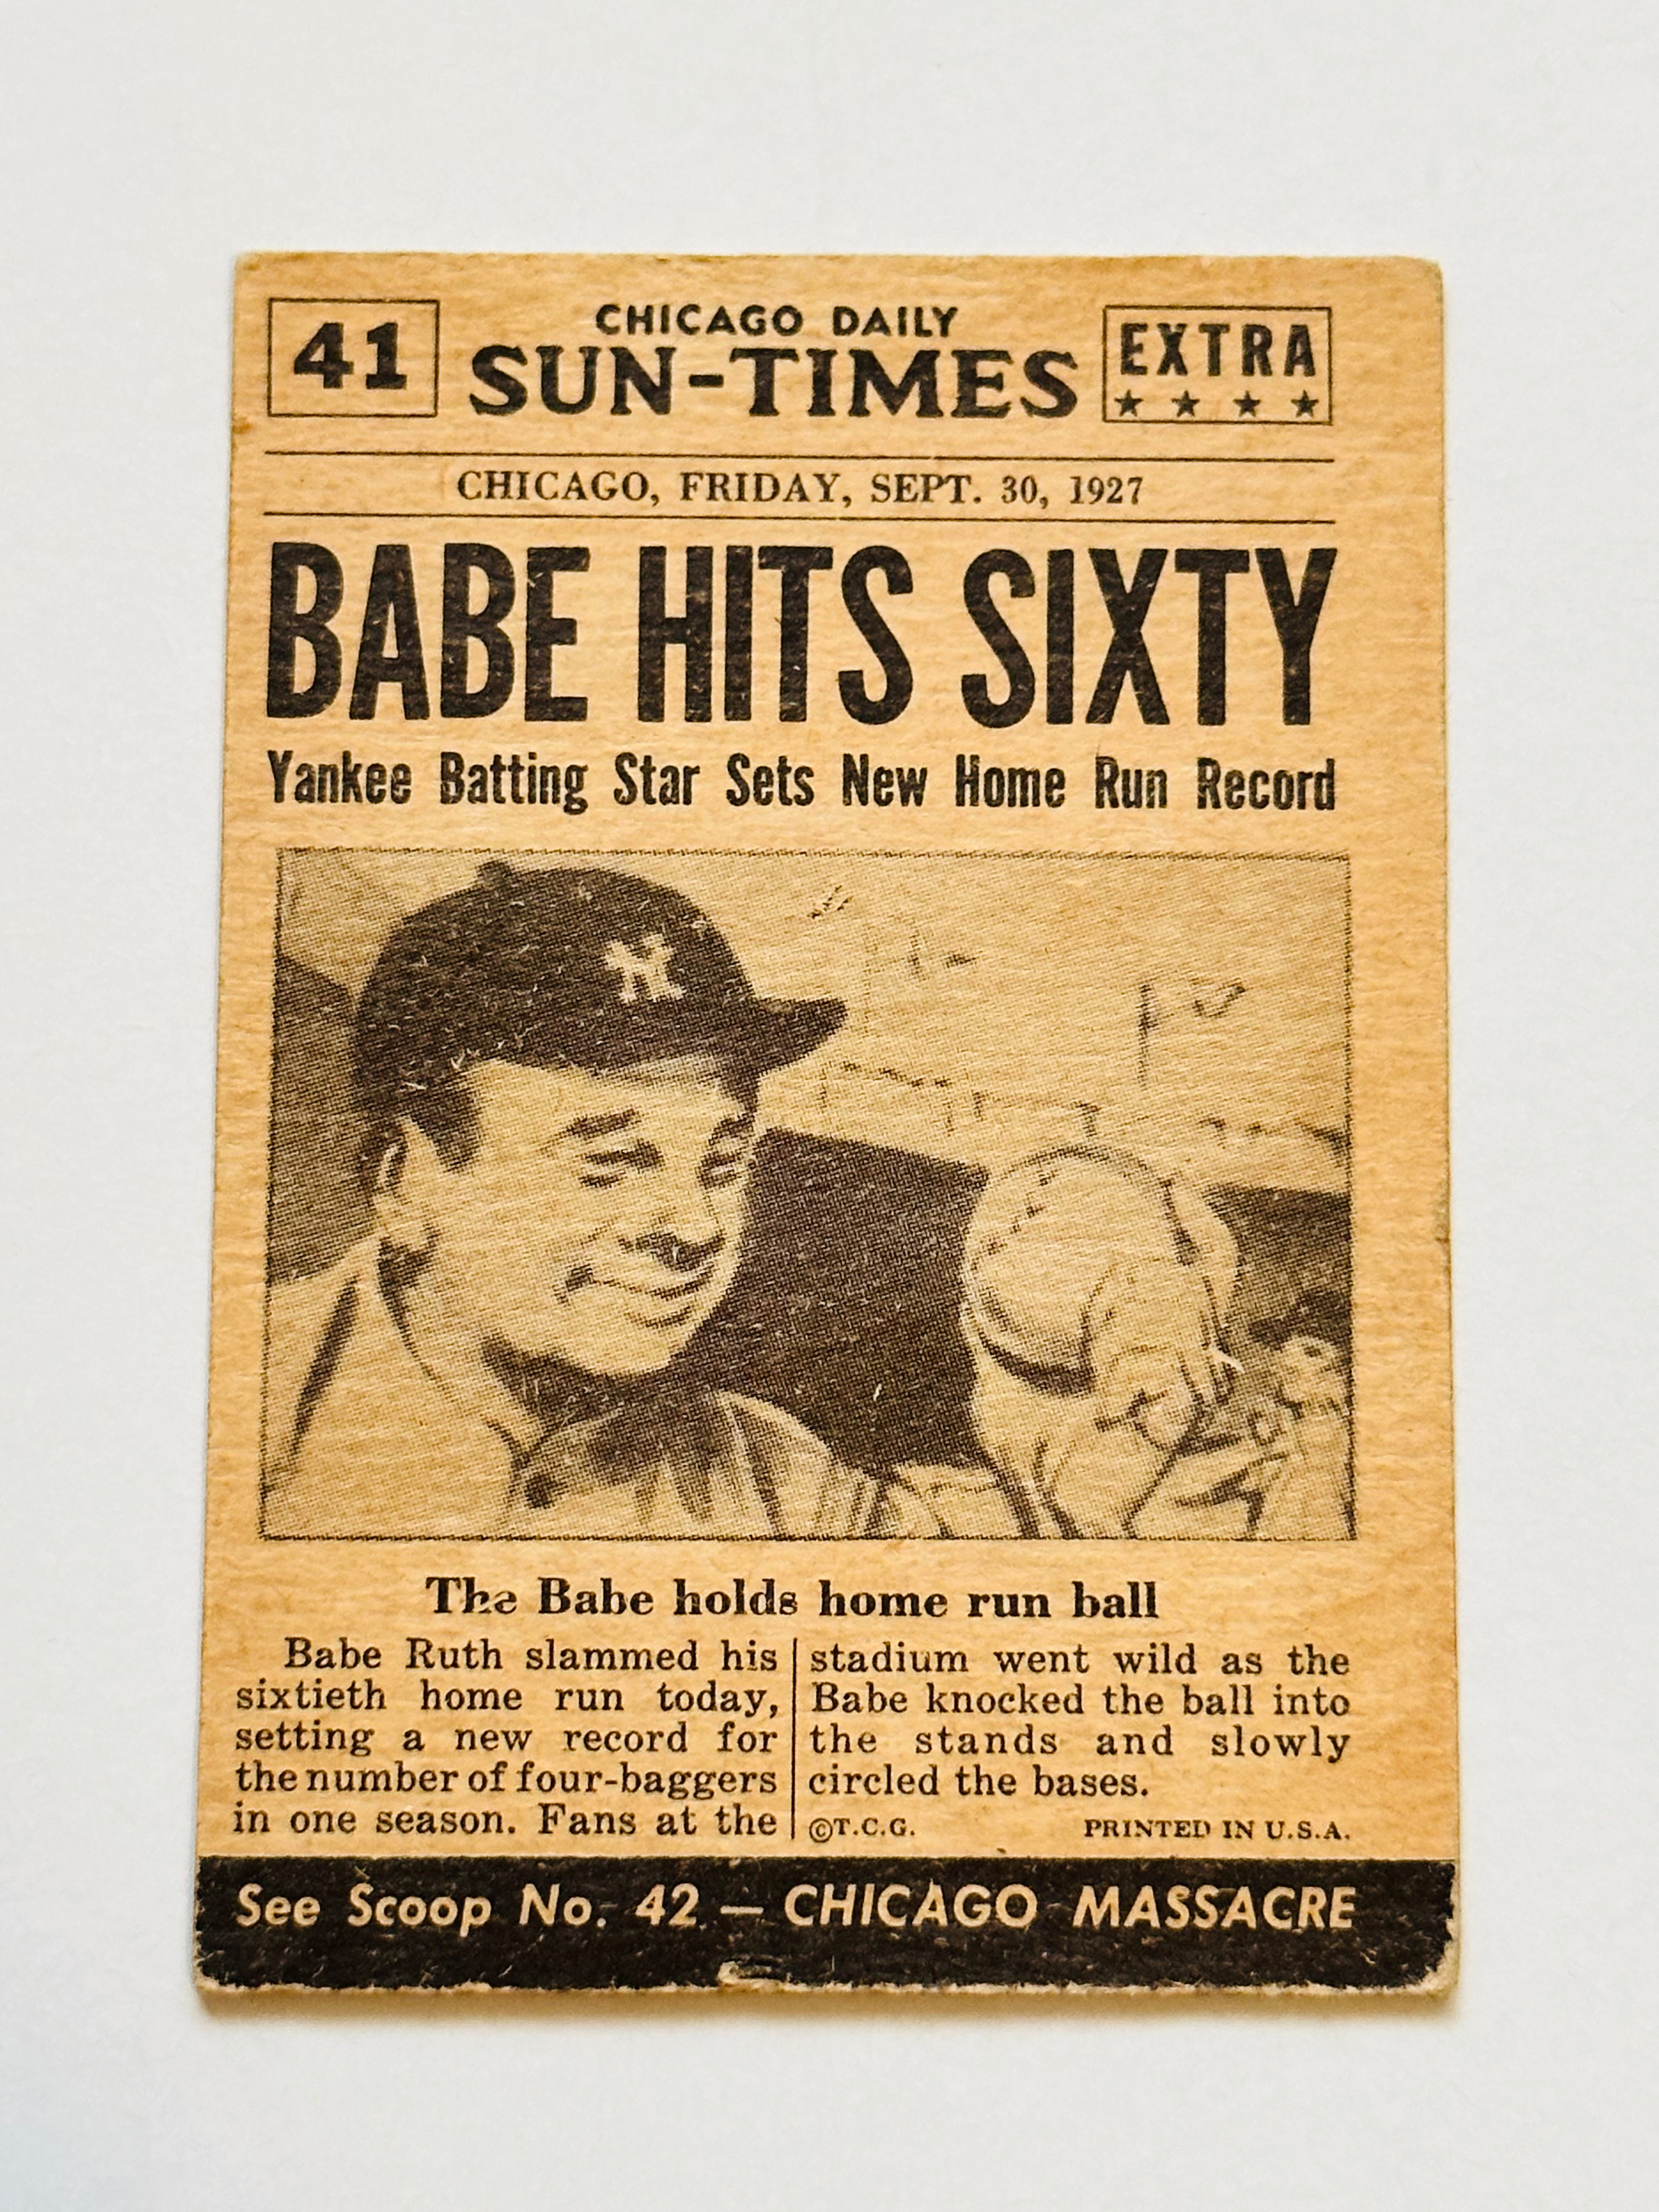 41
CHICAGO DAILY
SUN-TIMES
EXTRA
★ ★ ★ ★
CHICAGO, FRIDAY, SEPT. 30, 1927
BABE HITS SIXTY
Yankee Batting Star Sets New Home Run Record
NY
The Babe holds home run ball
Babe Ruth slammed his
sixtieth home run today,
setting a new record for
the number of four-baggers
in one season. Fans at the
stadium went wild as the
Babe knocked the ball into
the stands and slowly
circled the bases.
©T.C.G. PRINTED IN U.S.A.
See Scoop No. 42 — CHICAGO MASSACRE